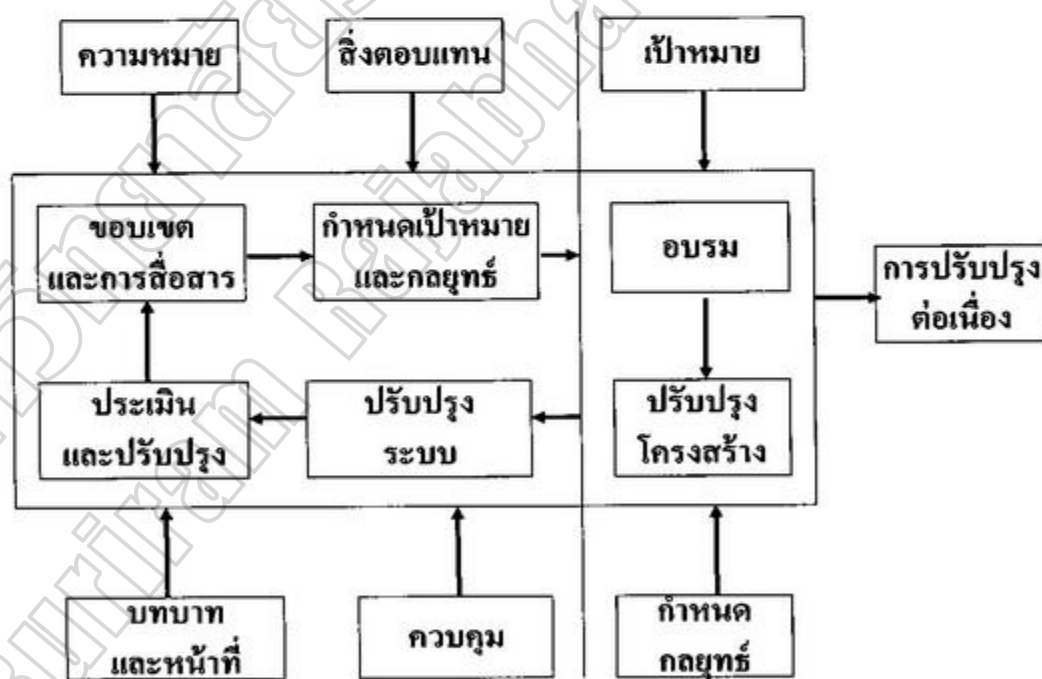 ความหมาย
สิ่งตอบแทน
เป้าหมาย
ขอบเขต
และการสื่อสาร
กำหนดเป้าหมาย
และกลยุทธ์
อบรม
การปรับปรุง
ต่อเนื่อง
ประเมิน
และปรับปรุง
ปรับปรุง
ระบบ
ปรับปรุง
โครงสร้าง
บทบาท
และหน้าที่
ควบคุม
กำหนด
กลยุทธ์
Buriram Rajabha